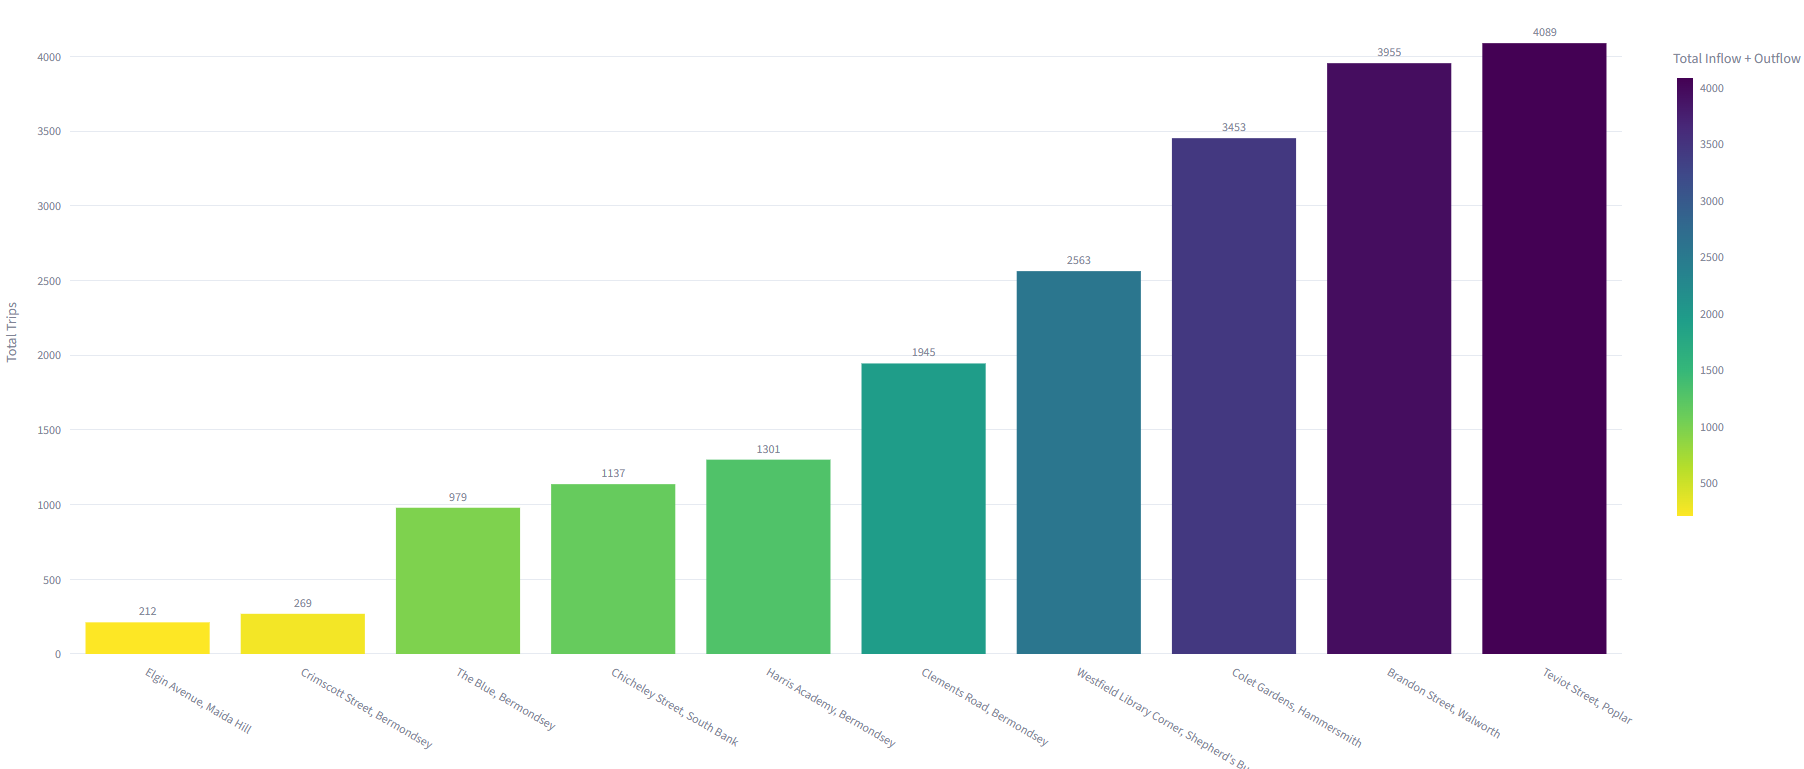 Total Trips
4000
3500
3000
2500
2000
1500
1000
500
0
212
269
979
1137
1301
1945
2563
3453
3955
4089
Elgin Avenue, Maida Hill
Crimscott Street, Bermondsey
The Blue, Bermondsey
Chicheley Street, South Bank
Harris Academy, Bermondsey
Clements Road, Bermondsey
Westfield Library Corner, Shepherd's
Colet Gardens, Hammersmith
Brandon Street, Walworth
Teviot Street, Poplar
Total Inflow + Outflow
4000
3500
3000
2500
2000
1500
1000
500